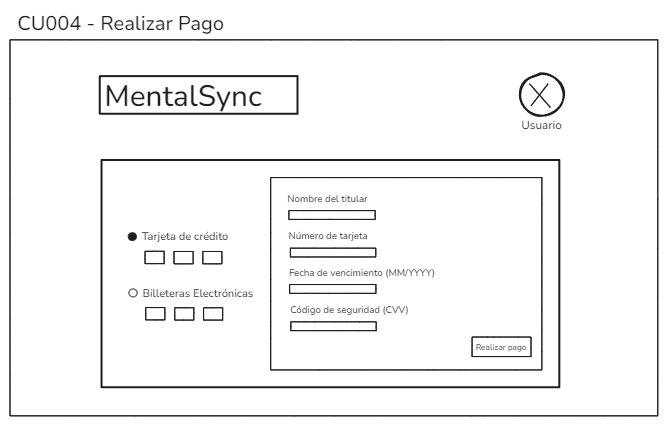 CU004 - Realizar Pago
MentalSync
Usuario
Tarjeta de crédito
Billeteras Electrónicas
Nombre del titular
Número de tarjeta
Fecha de vencimiento (MM/YYYY)
Código de seguridad (CVV)
Realizar pago